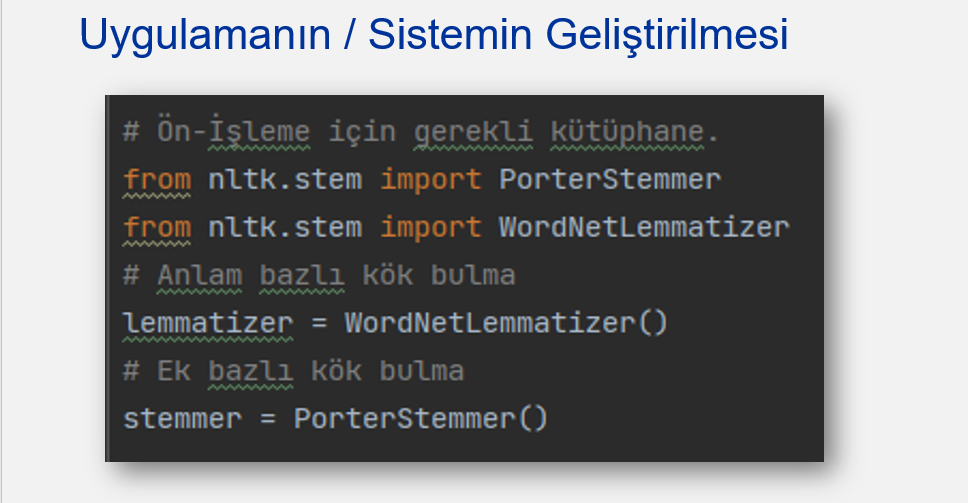 Uygulamanın / Sistemin Geliştirilmesi
# Ön-İşleme için gerekli kütüphane.
from nltk.stem import PorterStemmer
from nltk.stem import WordNetLemmatizer
# Anlam bazlı kök bulma
lemmatizer = WordNetLemmatizer()
# Ek bazlı kök bulma
stemmer = PorterStemmer()